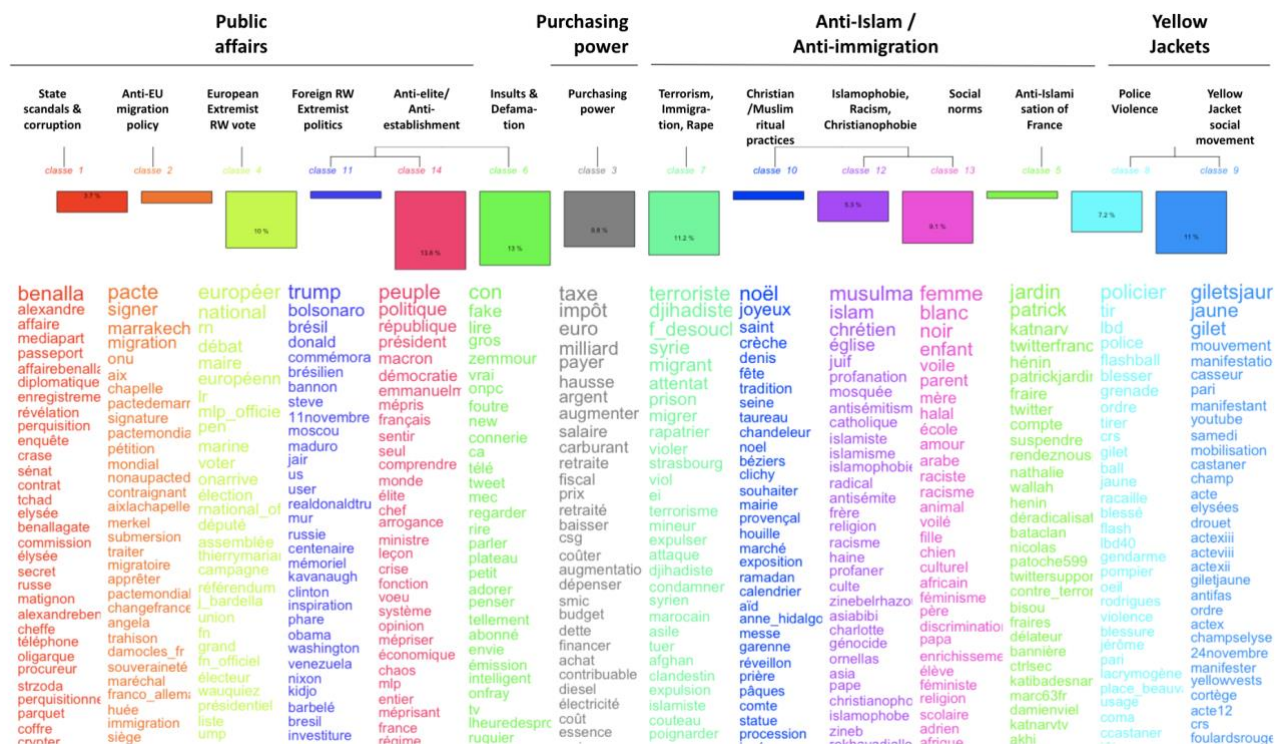 Public
affairs
Purchasing
power
Anti-Islam /
Anti-immigration
Yellow
Jackets
State
scandals &
corruption
Anti-EU
migration
policy
European
Extremist
RW vote
Foreign RW
Extremist
politics
Anti-elite/
Anti-
establishment
Insults &
Defama-
tion
Purchasing
power
Terrorism,
Immigra-
tion, Rape
Christian
/Muslim
ritual
practices
Islamophobie,
Racism,
Christianophobie
Social
norms
Anti-Islami
sation of
France
Police
Violence
Yellow
Jacket
social
movement
classe 1
classe 2
classe 4
classe 11
classe 14
classe 6
classe 3
classe 7
classe 10
classe 12
classe 13
classe 5
classe 8
classe 9
3.7 %
10 %
13.6 %
13 %
9.8 %
11.2 %
5.3 %
9.1 %
7.2 %
11 %
benalla
alexandre
affaire
mediapart
passeport
affairebenalla
diplomatique
enregistreme
révélation
perquisition
enquête
crase
sénat
contrat
tchad
elysée
benallagate
commission
élysée
secret
russe
matignon
alexandreben
cheffe
téléphone
oligarque
procureur
strzoda
perquisitionne
parquet
coffre
crypter
pacte
signer
marrakech
migration
onu
aix
chapelle
pactedemarr
signature
pactemondia
pétition
mondial
nonaupacted
contraignant
aixlachapelle
merkel
submersion
traiter
migratoire
apprêter
pactemondial
changefrance
angela
trahison
damocles_fr
souveraineté
maréchal
franco_allema
huée
immigration
siège
européer
national
rn
débat
maire
européenn
lr
mlp_officie
pen
marine
voter
onarrive
élection
rnational_of
député
assemblée
thierrymariar
campagne
référendum
j_bardella
union
fn
grand
fn_officiel
électeur
wauquiez
présidentiel
liste
ump
trump
bolsonaro
brésil
donald
commémora
brésilien
bannon
steve
11novembre
moscou
maduro
jair
us
user
realdonaldtru
mur
russie
centenaire
mémoriel
kavanaugh
clinton
inspiration
phare
obama
washington
venezuela
nixon
kidjo
barbelé
bresil
investiture
peuple
politique
république
président
macron
démocratie
emmanuelm
mépris
français
sentir
seul
comprendre
monde
élite
chef
arrogance
ministre
leçon
crise
fonction
voeu
système
opinion
mépriser
économique
chaos
mlp
entier
méprisant
france
régime
con
fake
lire
gros
zemmour
vrai
onpc
foutre
new
connerie
ca
télé
tweet
mec
regarder
rire
parler
plateau
petit
adorer
penser
tellement
abonné
envie
émission
intelligent
onfray
tv
lheuredespro
ruquier
taxe
impôt
euro
milliard
payer
hausse
argent
augmenter
salaire
carburant
retraite
fiscal
prix
retraité
baisser
csg
coûter
augmentatio
dépenser
smic
budget
dette
financer
achat
contribuable
diesel
électricité
coût
essence
terroriste
djihadiste
f_desoucl
syrie
migrant
attentat
prison
migrer
rapatrier
violer
strasbourg
viol
ei
terrorisme
mineur
expulser
attaque
djihadiste
condamner
syrien
marocain
asile
tuer
afghan
clandestin
expulsion
islamiste
couteau
poignarder
noël
joyeux
saint
crèche
denis
fête
tradition
seine
taureau
chandeleur
noel
béziers
clichy
souhaiter
mairie
provençal
houille
marché
exposition
ramadan
calendrier
aïd
anne_hidalgo
messe
garenne
réveillon
prière
pâques
comte
statue
procession
musulma
islam
chrétien
église
juif
profanation
mosquée
antisémitism
catholique
islamiste
islamisme
islamophobie
radical
antisémite
frère
religion
racisme
haine
profaner
culte
zinebelrhazo
asiabibi
charlotte
génocide
ornellas
asia
pape
christianopho
islamophobe
zineb
rokhayadiallo
femme
blanc
noir
enfant
voile
parent
mère
halal
école
amour
arabe
raciste
racisme
animal
voilé
fille
chien
culturel
africain
féminisme
père
discrimination
papa
enrichisseme
élève
féministe
religion
scolaire
adrien
afrique
jardin
patrick
katnarv
twitterfranc
hénin
patrickjardir
fraire
twitter
compte
suspendre
rendeznous
nathalie
wallah
henin
déradicalisat
bataclan
nicolas
patoche599
twittersuppor
contre_terror
bisou
fraires
délateur
bannière
ctrlsec
katibadesnar
marc63fr
damienviel
katnarvtv
akhi
policier
tir
lbd
police
flashball
blesser
grenade
ordre
tirer
crs
gilet
ball
jaune
racaille
blessé
flash
lbd40
gendarme
pompier
oeil
rodrigues
violence
blessure
jérôme
pari
lacrymogène
place_beauv
usage
coma
ccastaner
giletsjaur
jaune
gilet
mouvement
manifestatio
casseur
pari
manifestant
youtube
samedi
mobilisation
castaner
champ
acte
elysées
drouet
actexiii
acteviii
actexii
giletjaune
antifas
ordre
actex
champselyse
24novembre
manifester
yellowvests
cortège
acte12
crs
foulardsrouge